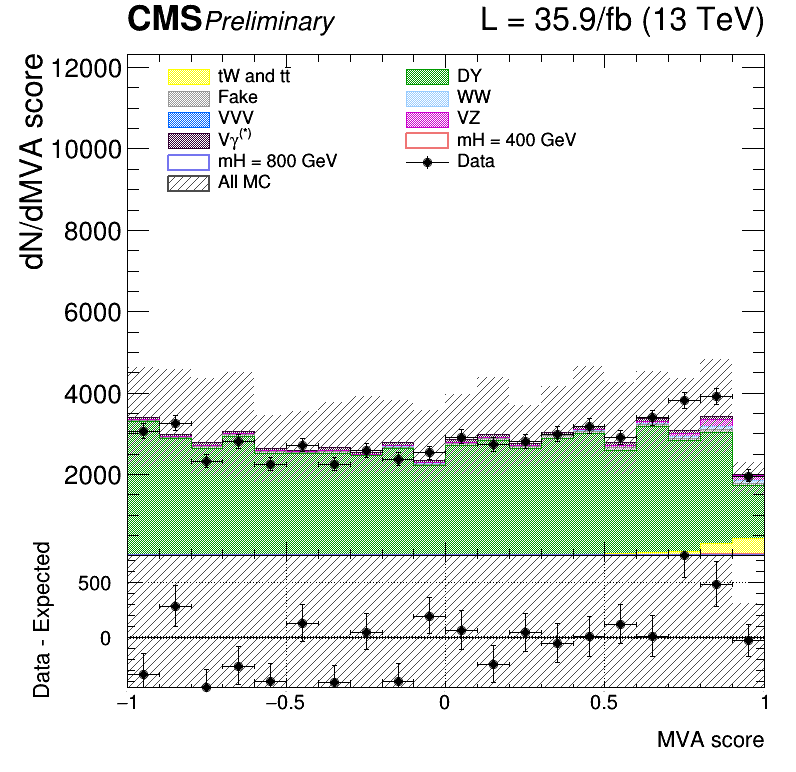 CMS Preliminary L = 35.9/fb (13 TeV)
dN/dMVA score
12000
10000
8000
6000
4000
2000
tW and tt
Fake
VVV
Vγ(*)
mH = 800 GeV
All MC
DY
WW
VZ
mH = 400 GeV
Data
Data - Expected
500
0
−1 −0.5 0 0.5 1
MVA score